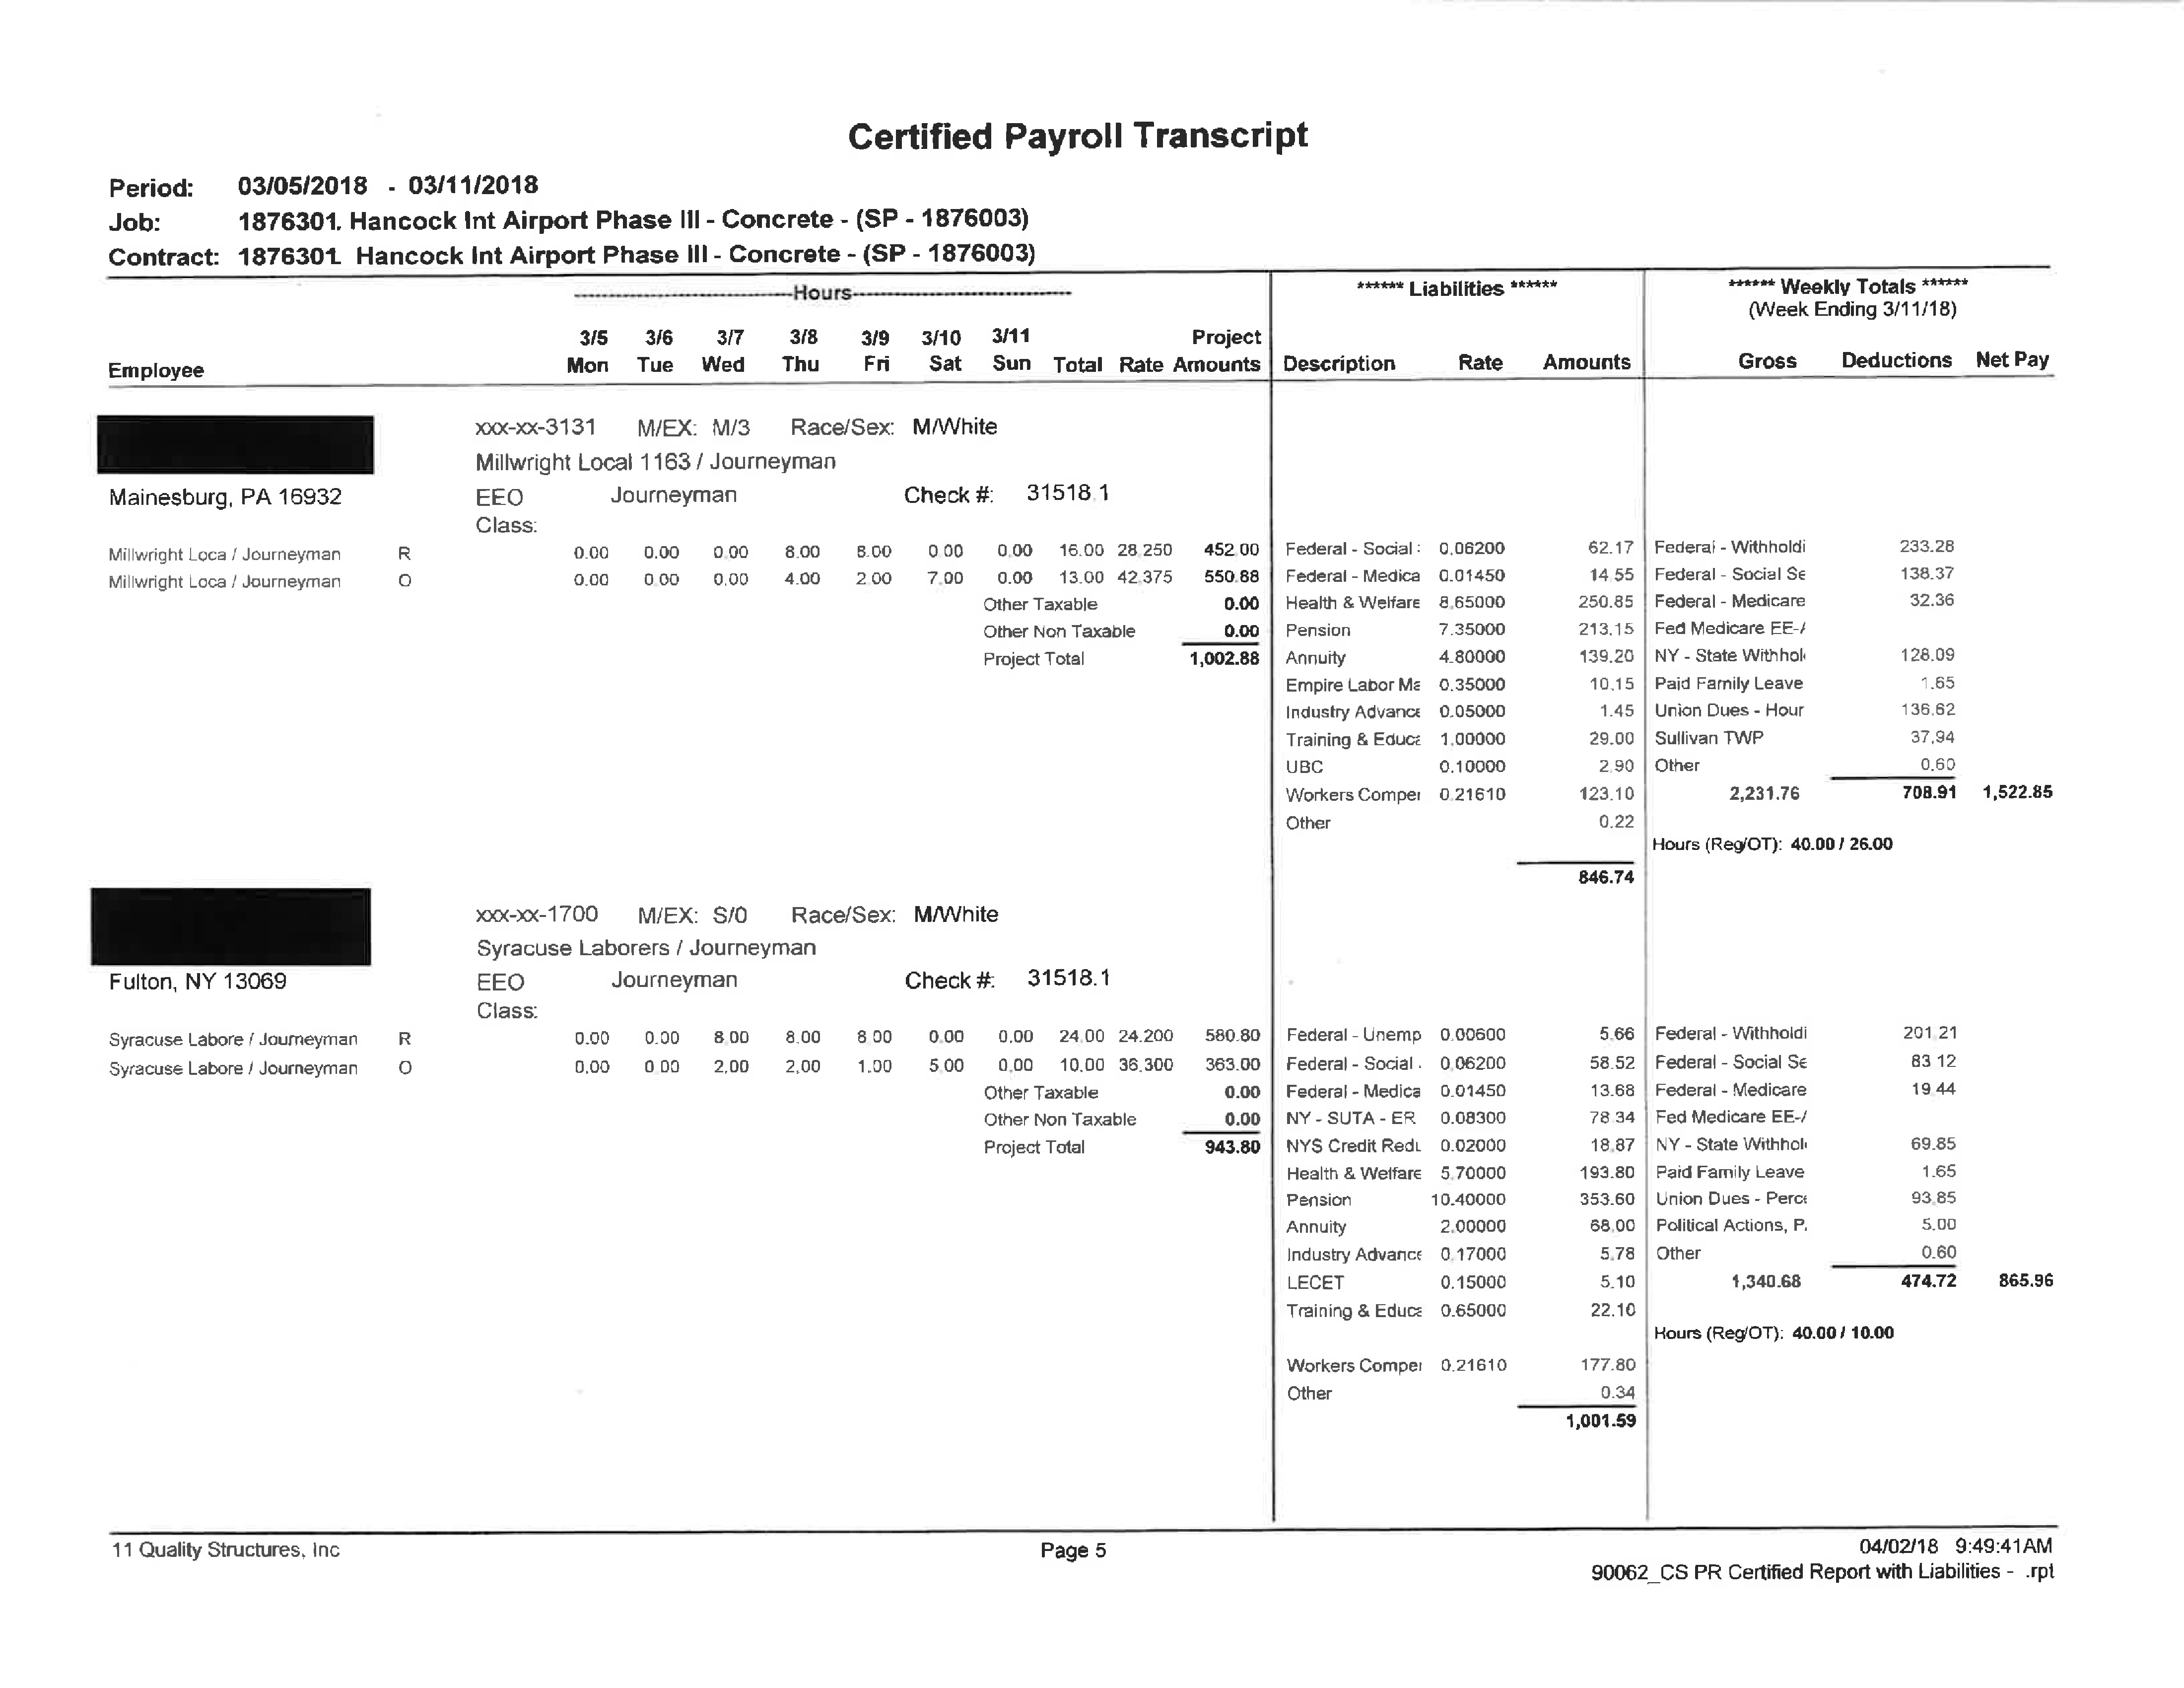 Certified Payroll Transcript
Period: 03/05/2018 - 03/11/2018
Job: 1876301. Hancock Int Airport Phase III - Concrete - (SP - 1876003)
Contract: 1876301. Hancock Int Airport Phase III - Concrete - (SP - 1876003)
Hours ****** Liabilities ****** ****** Weekly Totals ******
(Week Ending 3/11/18)
3/5 3/6 3/7 3/8 3/9 3/10 3/11 Project
Employee Mon Tue Wed Thu Fri Sat Sun Total Rate Amounts Description Rate Amounts Gross Deductions Net Pay
xxx-xx-3131 M/EX: M/3 Race/Sex: M/White
Millwright Local 1163 / Journeyman
Mainesburg, PA 16932 EEO Journeyman Check #: 31518.1
Class:
Millwright Loca / Journeyman R 0.00 0.00 0.00 8.00 8.00 0.00 0.00 16.00 28.250 452.00 Federal - Social : 0.06200 62.17 Federal - Withholdi 233.28
Millwright Loca / Journeyman O 0.00 0.00 0.00 4.00 2.00 7.00 0.00 13.00 42.375 550.88 Federal - Medica 0.01450 14.55 Federal - Social Se 138.37
Other Taxable 0.00 Health & Welfare 8.65000 250.85 Federal - Medicare 32.36
Other Non Taxable 0.00 Pension 7.35000 213.15 Fed Medicare EE-/
Project Total 1,002.88 Annuity 4.80000 139.20 NY - State Withhol 128.09
Empire Labor Ma 0.35000 10.15 Paid Family Leave 1.65
Industry Advance 0.05000 1.45 Union Dues - Hour 136.62
Training & Educa 1.00000 29.00 Sullivan TWP 37.94
UBC 0.10000 2.90 Other 0.60
Workers Compe 0.21610 123.10 2,231.76 708.91 1,522.85
Other 0.22
Hours (Reg/OT): 40.00 / 26.00
846.74
xxx-xx-1700 M/EX: S/0 Race/Sex: M/White
Syracuse Laborers / Journeyman
Fulton, NY 13069 EEO Journeyman Check #: 31518.1
Class:
Syracuse Labore / Journeyman R 0.00 0.00 8.00 8.00 8.00 0.00 0.00 24.00 24.200 580.80 Federal - Unemp 0.00600 5.66 Federal - Withholdi 201.21
Syracuse Labore / Journeyman O 0.00 0.00 2.00 2.00 1.00 5.00 0.00 10.00 36.300 363.00 Federal - Social . 0.06200 58.52 Federal - Social Se 83.12
Other Taxable 0.00 Federal - Medica 0.01450 13.68 Federal - Medicare 19.44
Other Non Taxable 0.00 NY - SUTA - ER 0.08300 78.34 Fed Medicare EE-/
Project Total 943.80 NYS Credit Redu 0.02000 18.87 NY - State Withhol 69.85
Health & Welfare 5.70000 193.80 Paid Family Leave 1.65
Pension 10.40000 353.60 Union Dues - Perce 93.85
Annuity 2.00000 68.00 Political Actions, P. 5.00
Industry Advance 0.17000 5.78 Other 0.60
LECET 0.15000 5.10 1,340.68 474.72 865.96
Training & Educa 0.65000 22.10
Hours (Reg/OT): 40.00 / 10.00
Workers Compe 0.21610 177.80
Other 0.34
1,001.59
11 Quality Structures, Inc Page 5 04/02/18 9:49:41AM
90062_CS PR Certified Report with Liabilities - .rpt